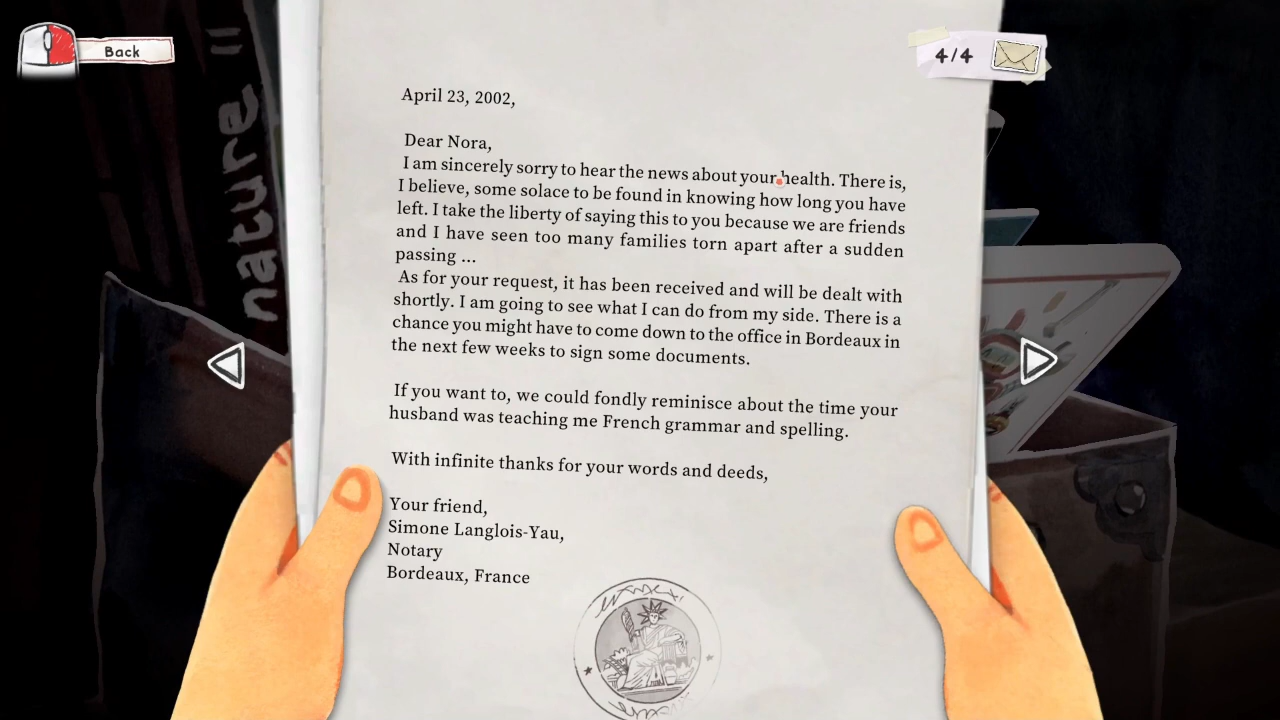 Back
4/4
nature II
April 23, 2002,
Dear Nora,
I am sincerely sorry to hear the news about your health. There is,
I believe, some solace to be found in knowing how long you have
left. I take the liberty of saying this to you because we are friends
and I have seen too many families torn apart after a sudden
passing ...
As for your request, it has been received and will be dealt with
shortly. I am going to see what I can do from my side. There is a
chance you might have to come down to the office in Bordeaux in
the next few weeks to sign some documents.
If you want to, we could fondly reminisce about the time your
husband was teaching me French grammar and spelling.
With infinite thanks for your words and deeds,
Your friend,
Simone Langlois-Yau,
Notary
Bordeaux, France